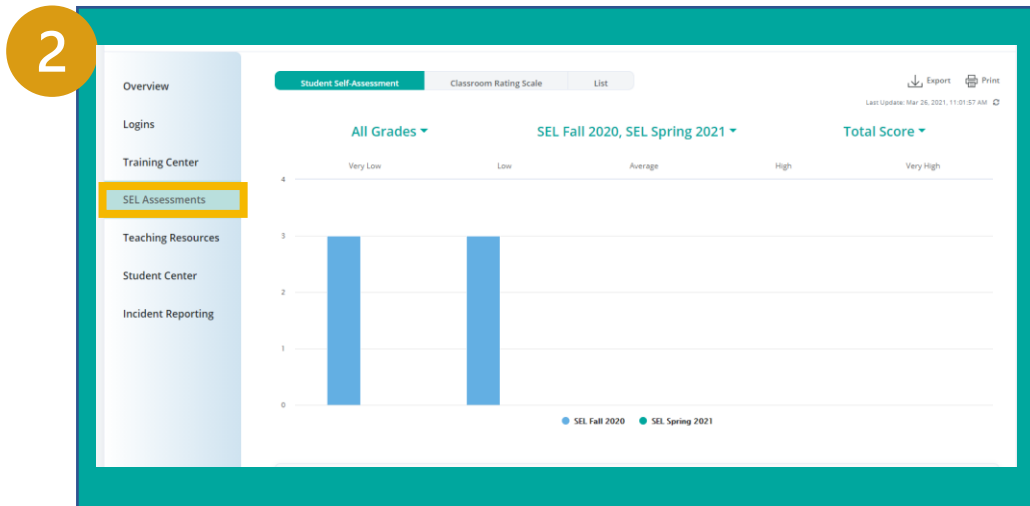 2
Overview
Logins
Training Center
SEL Assessments
Teaching Resources
Student Center
Incident Reporting
Student Self-Assessment Classroom Rating Scale List
Export Print
Last Update: Mar 26, 2021, 11:01:57 AM
All Grades SEL Fall 2020, SEL Spring 2021 Total Score
Very Low Low Average High Very High
4
3
2
1
0
SEL Fall 2020 SEL Spring 2021